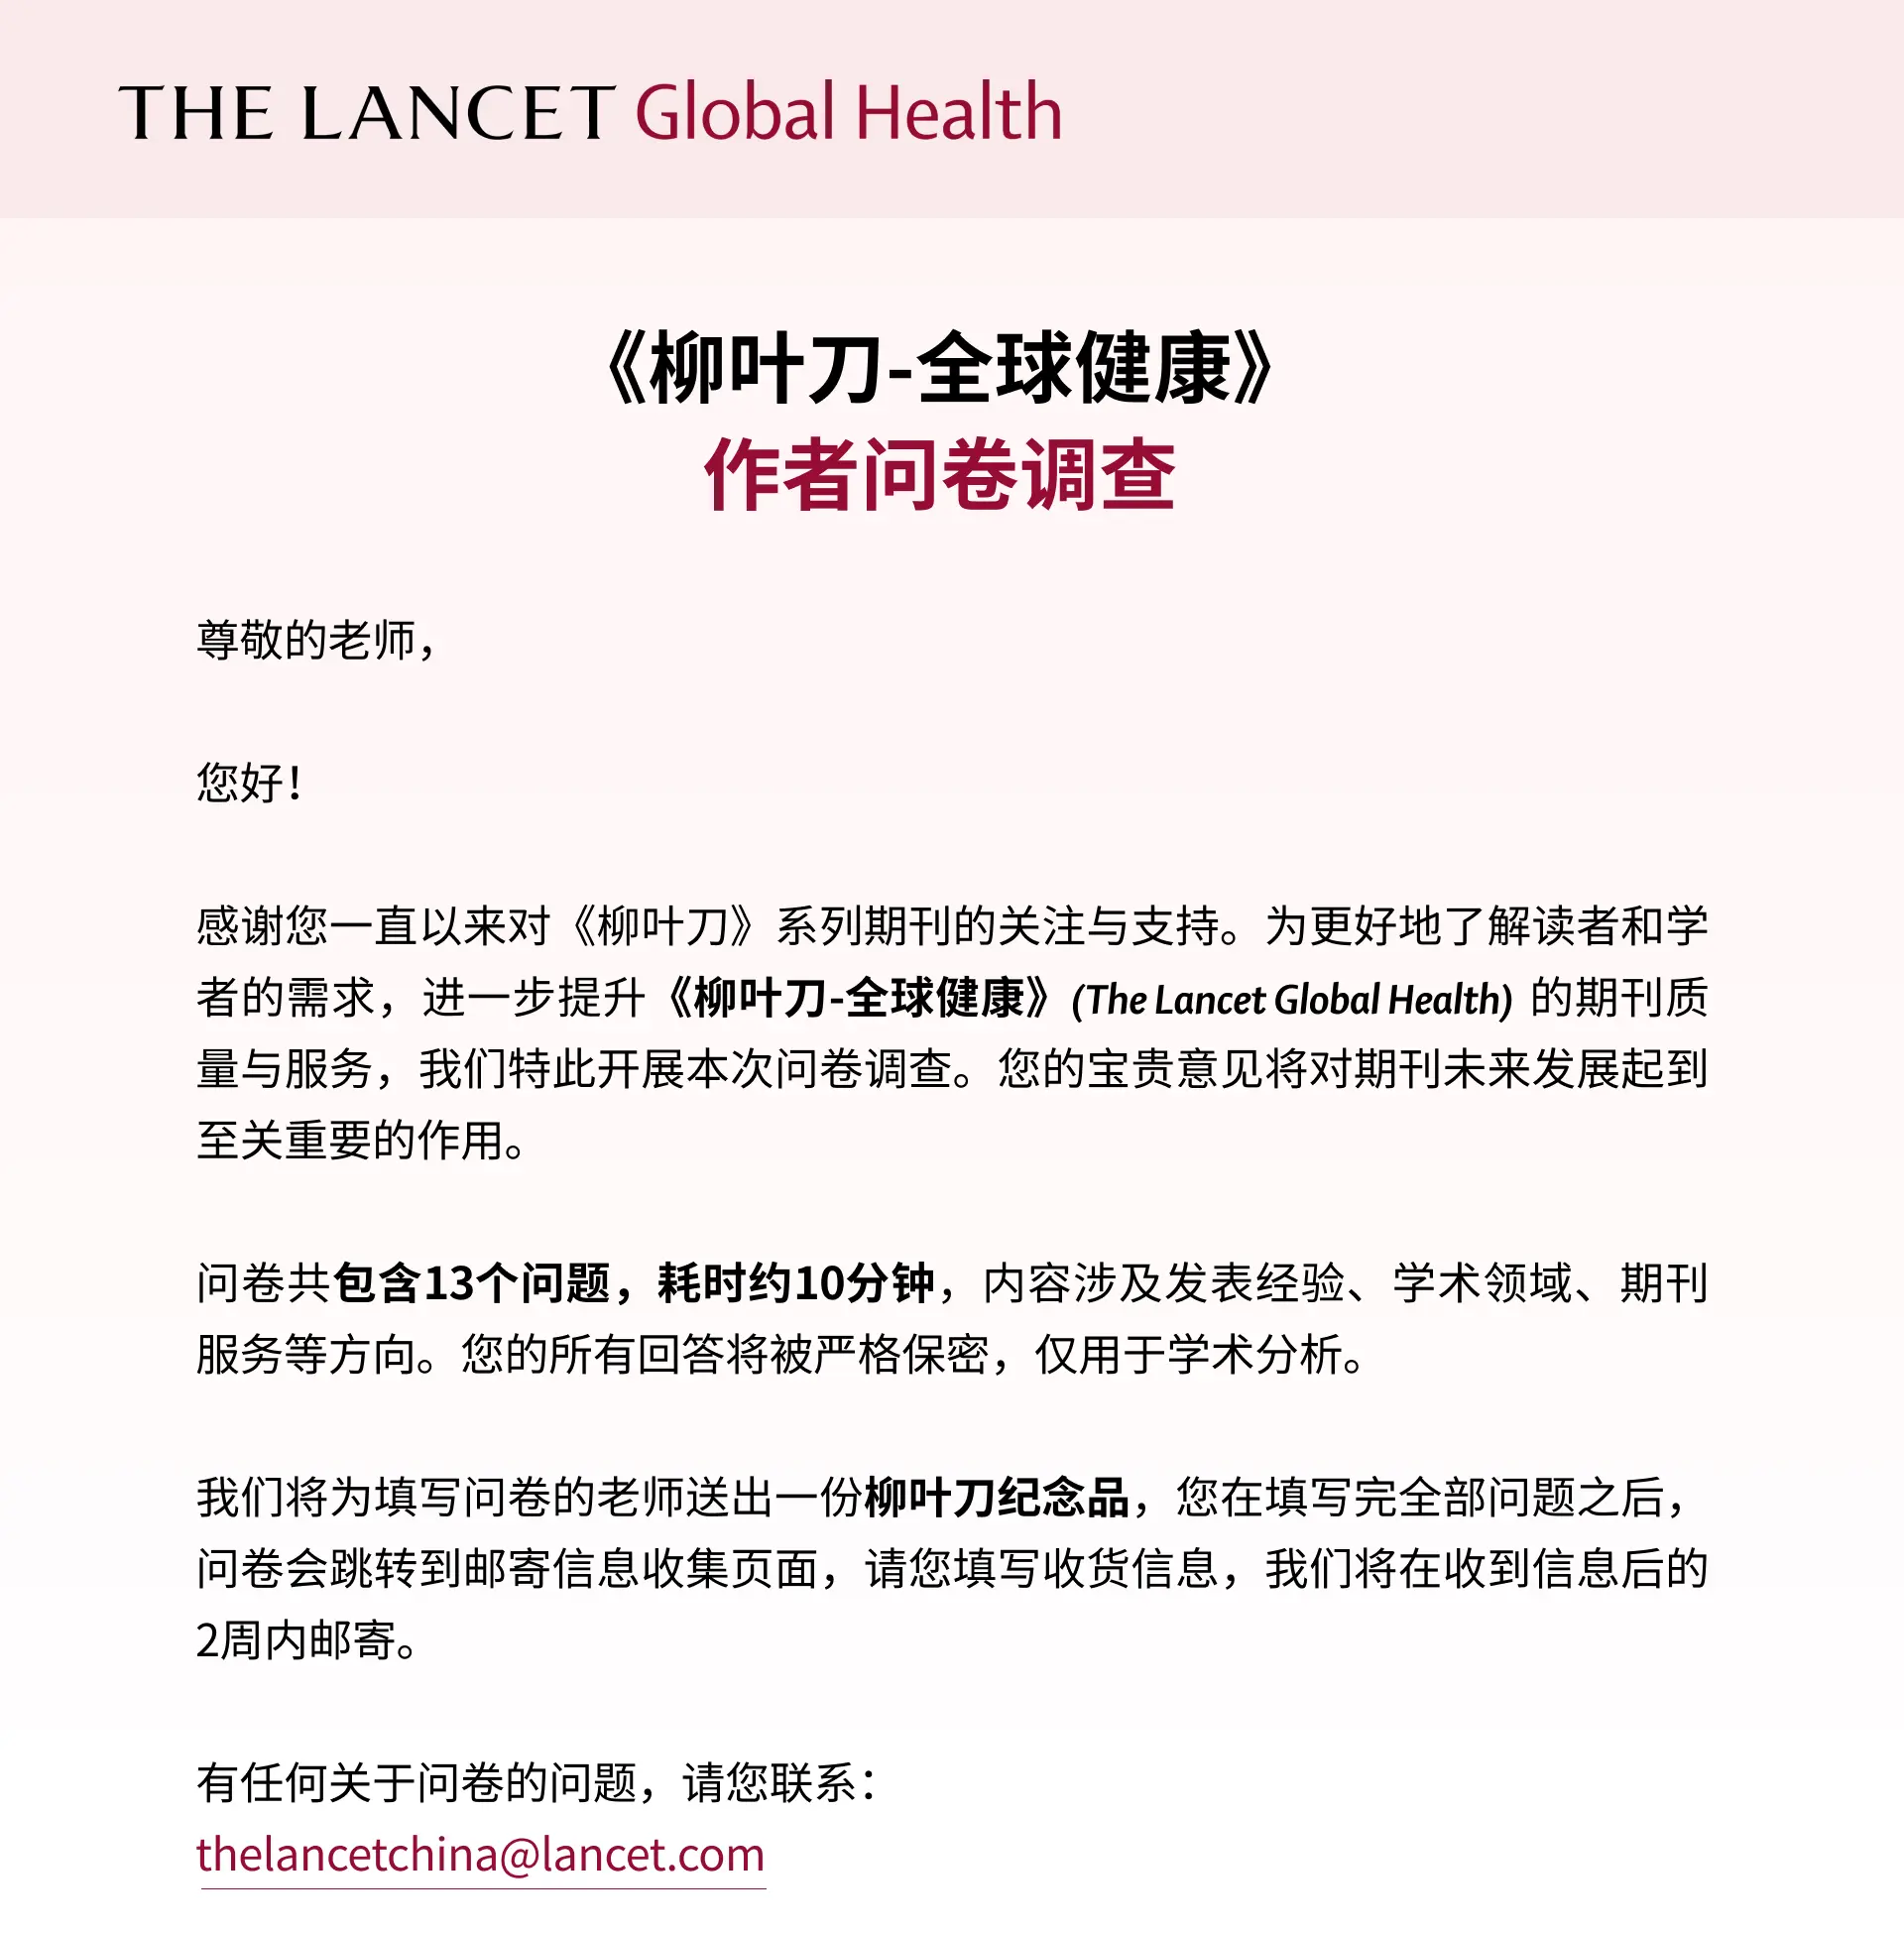 THE LANCET Global Health
《柳叶刀-全球健康》
作者问卷调查
尊敬的老师，
您好！
感谢您一直以来对《柳叶刀》系列期刊的关注与支持。为更好地了解读者和学
者的需求，进一步提升《柳叶刀-全球健康》(The Lancet Global Health) 的期刊质
量与服务，我们特此开展本次问卷调查。您的宝贵意见将对期刊未来发展起到
至关重要的作用。
问卷共包含13个问题，耗时约10分钟，内容涉及发表经验、学术领域、期刊
服务等方向。您的所有回答将被严格保密，仅用于学术分析。
我们将为填写问卷的老师送出一份柳叶刀纪念品，您在填写完全部问题之后，
问卷会跳转到邮寄信息收集页面，请您填写收货信息，我们将在收到信息后的
2周内邮寄。
有任何关于问卷的问题，请您联系：
thelancetchina@lancet.com